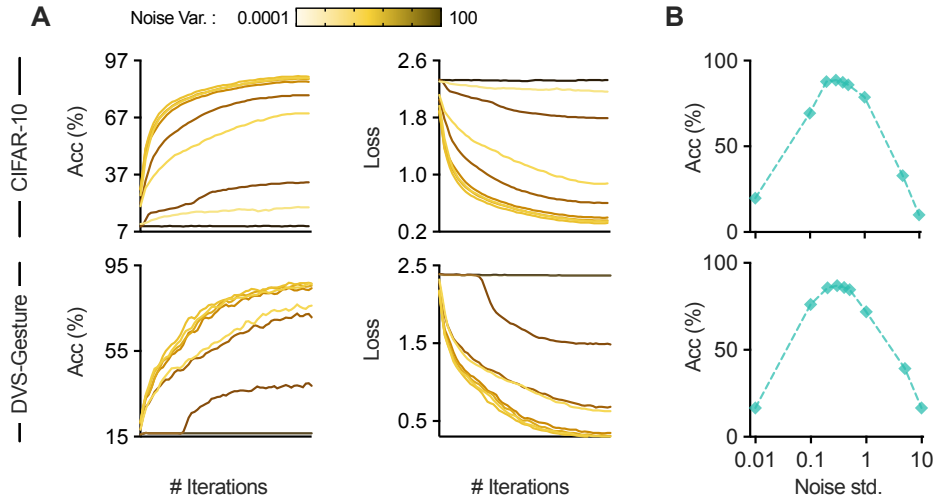 A
Noise Var. : 0.0001 100
B
CIFAR-10
Acc (%)
97
67
37
7
Loss
2.6
1.8
1.0
0.2
Acc (%)
100
50
0
DVS-Gesture
Acc (%)
95
55
15
# Iterations
Loss
2.5
1.5
0.5
# Iterations
Acc (%)
100
50
0
0.01 0.1 1 10
Noise std.